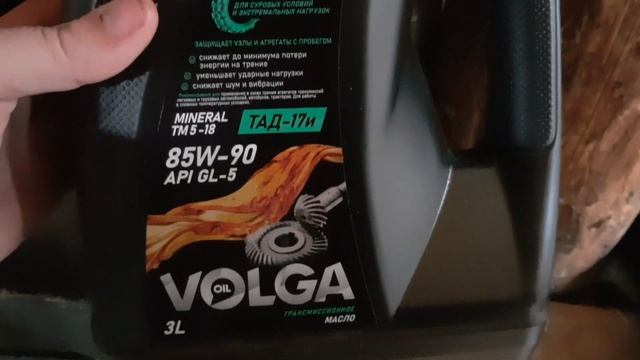 ДЛЯ СУРОВЫХ УСЛОВИЙ
И ЭКСТРЕМАЛЬНЫХ НАГРУЗОК
ЗАЩИЩАЕТ УЗЛЫ И АГРЕГАТЫ С ПРОБЕГОМ
снижает до минимума потери
энергии на трение
уменьшает ударные нагрузки
снижает шум и вибрации
MINERAL
TM 5-18
ТАД-17и
85W-90
API GL-5
VOLGA
OIL
3L
ТРАНСМИССИОННОЕ
МАСЛО